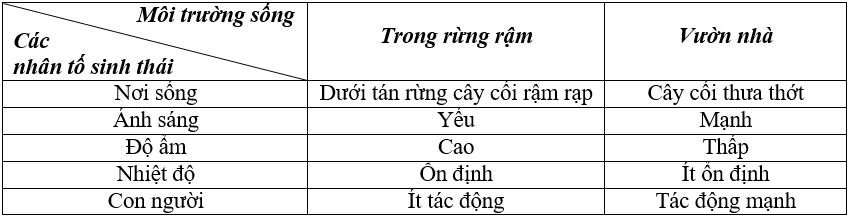 Môi trường sống
Các
nhân tố sinh thái
Trong rừng rậm
Vườn nhà
Nơi sống
Dưới tán rừng cây cối rậm rạp
Cây cối thưa thớt
Ánh sáng
Yếu
Mạnh
Độ ẩm
Cao
Thấp
Nhiệt độ
Ổn định
Ít ổn định
Con người
Ít tác động
Tác động mạnh